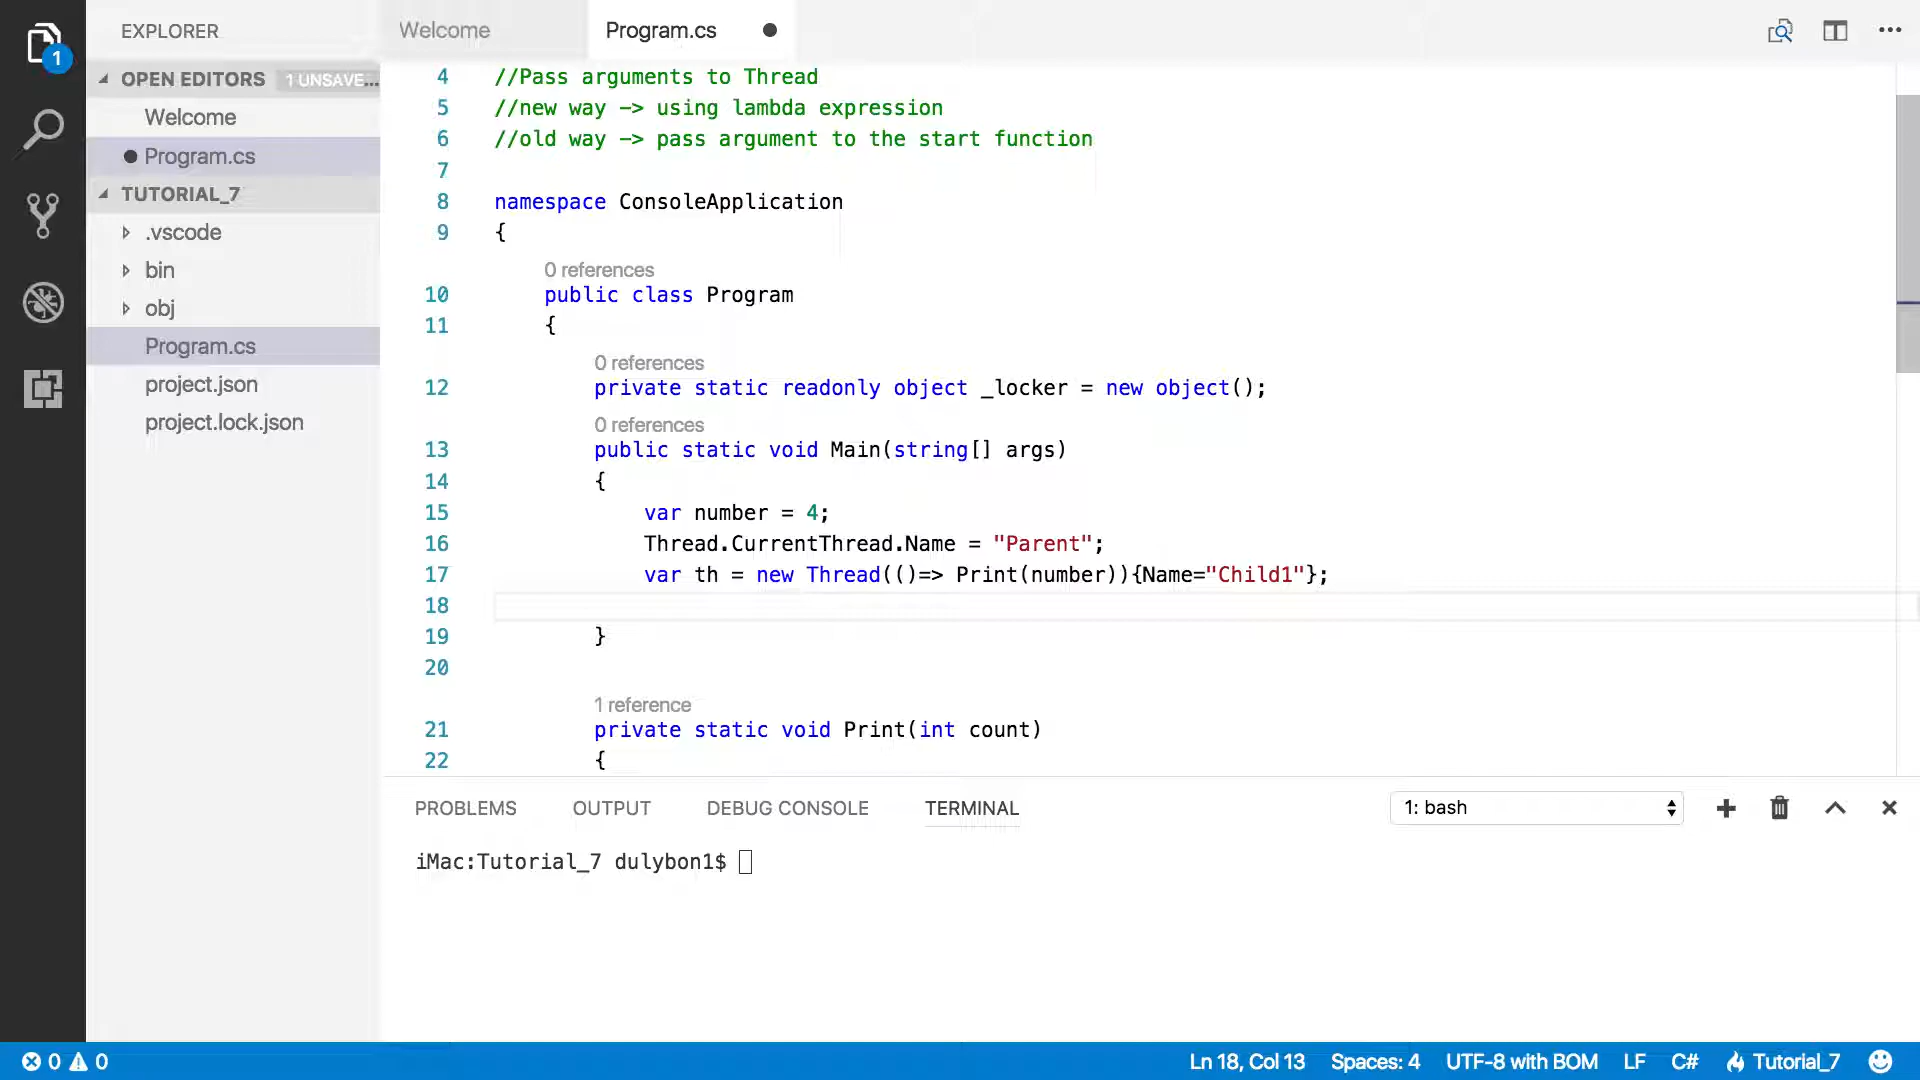 EXPLORER
Welcome
Program.cs
1
OPEN EDITORS 1 UNSAVE...
Welcome
Program.cs
TUTORIAL_7
.vscode
bin
obj
Program.cs
project.json
project.lock.json
4 //Pass arguments to Thread
5 //new way -> using lambda expression
6 //old way -> pass argument to the start function
7
8 namespace ConsoleApplication
9 {
0 references
10 public class Program
11 {
0 references
12 private static readonly object _locker = new object();
0 references
13 public static void Main(string[] args)
14 {
15 var number = 4;
16 Thread.CurrentThread.Name = "Parent";
17 var th = new Thread(()=> Print(number)){Name="Child1"};
18
19 }
20
1 reference
21 private static void Print(int count)
22 {
PROBLEMS OUTPUT DEBUG CONSOLE TERMINAL 1: bash
iMac:Tutorial_7 dulybon1$
0 0 Ln 18, Col 13 Spaces: 4 UTF-8 with BOM LF C# Tutorial_7